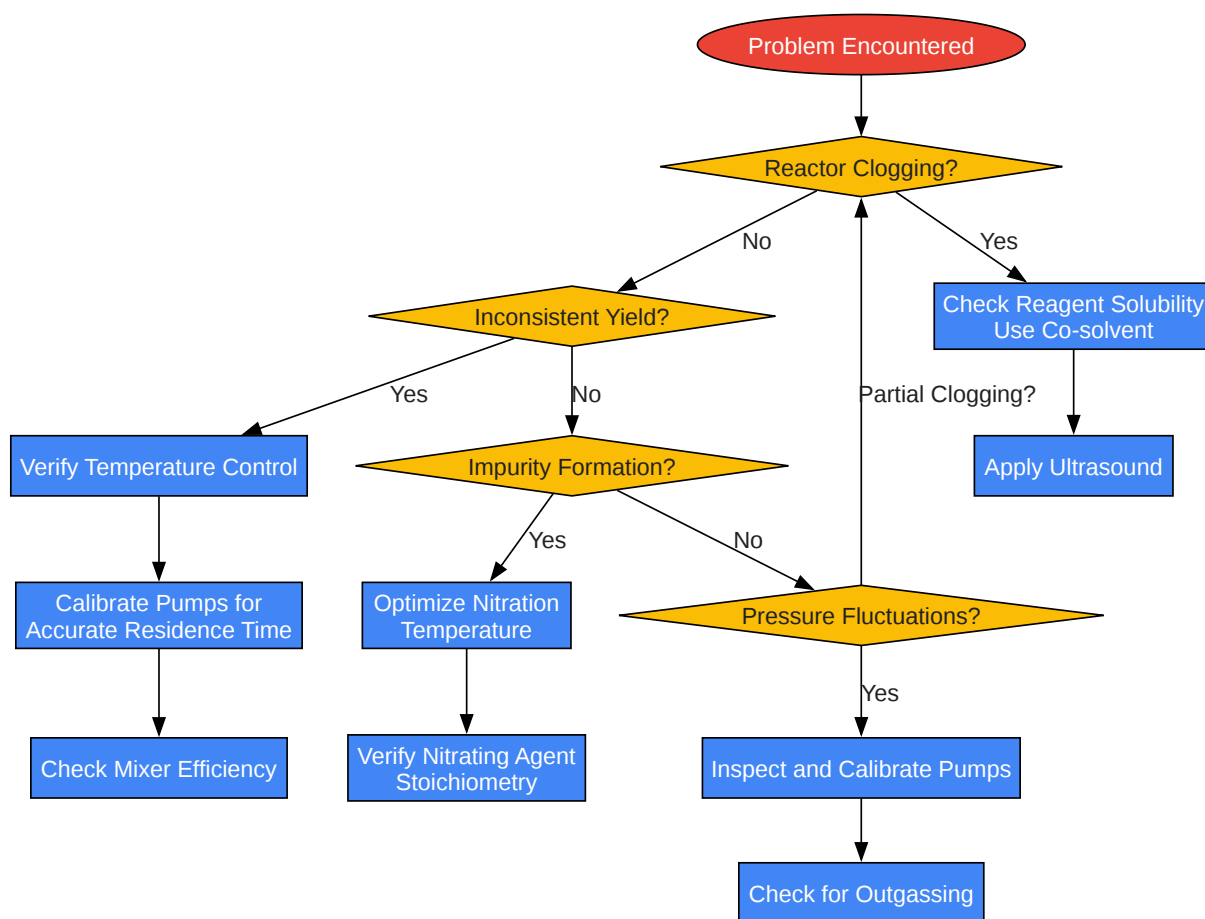 Problem Encountered
Reactor Clogging?
No
Yes
Inconsistent Yield?
Check Reagent Solubility
Use Co-solvent
Yes
No
Partial Clogging?
Verify Temperature Control
Impurity Formation?
Apply Ultrasound
Yes
No
Calibrate Pumps for
Accurate Residence Time
Optimize Nitration
Temperature
Pressure Fluctuations?
Yes
Check Mixer Efficiency
Verify Nitrating Agent
Stoichiometry
Inspect and Calibrate Pumps
Check for Outgassing